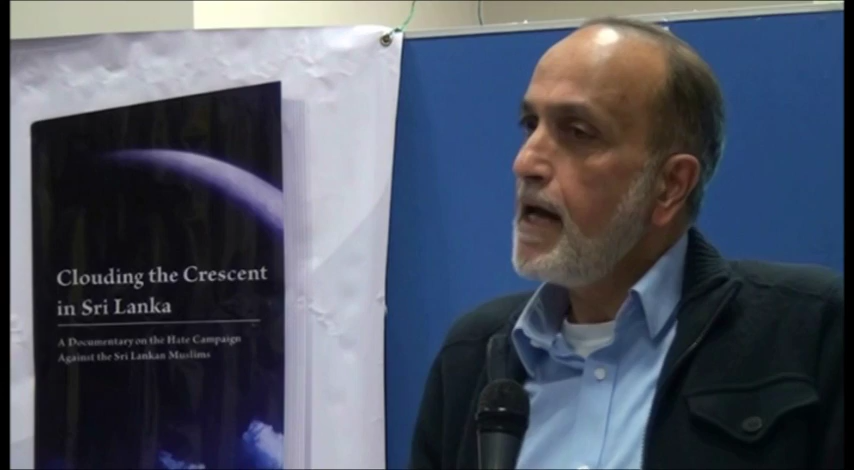 Clouding the Crescent
in Sri Lanka
A Documentary on the Hate Campaign
Against the Sri Lankan Muslims